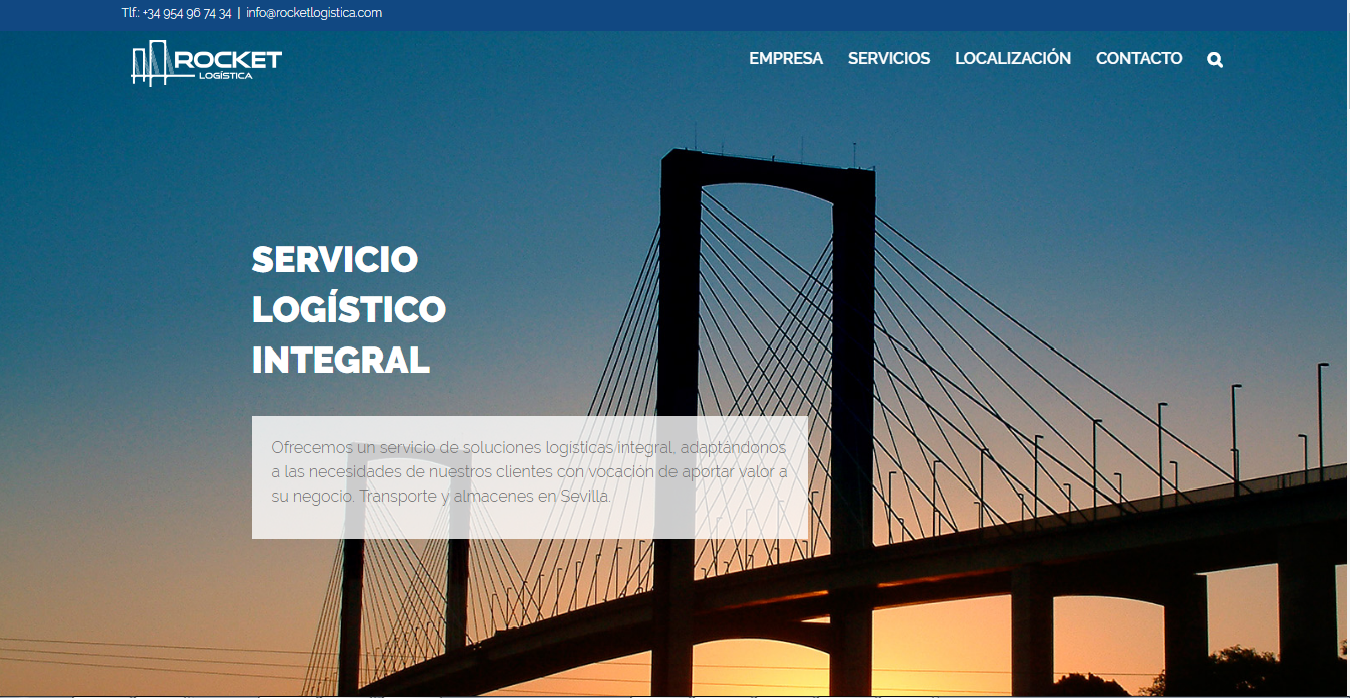 Tlf.: +34 954 96 74 34 | info@rocketlogistica.com
ROCKET
LOGÍSTICA
EMPRESA SERVICIOS LOCALIZACIÓN CONTACTO
SERVICIO
LOGÍSTICO
INTEGRAL
Ofrecemos un servicio de soluciones logísticas integral, adaptándonos
a las necesidades de nuestros clientes con vocación de aportar valor a
su negocio. Transporte y almacenes en Sevilla.